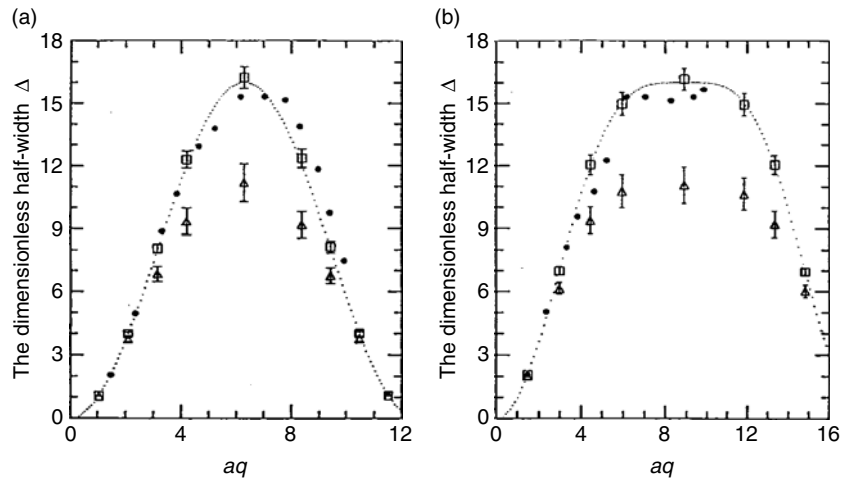 (a)
The dimensionless half-width Δ
18
15
12
9
6
3
0
0 4 8 12
aq
(b)
The dimensionless half-width Δ
18
15
12
9
6
3
0
0 4 8 12 16
aq